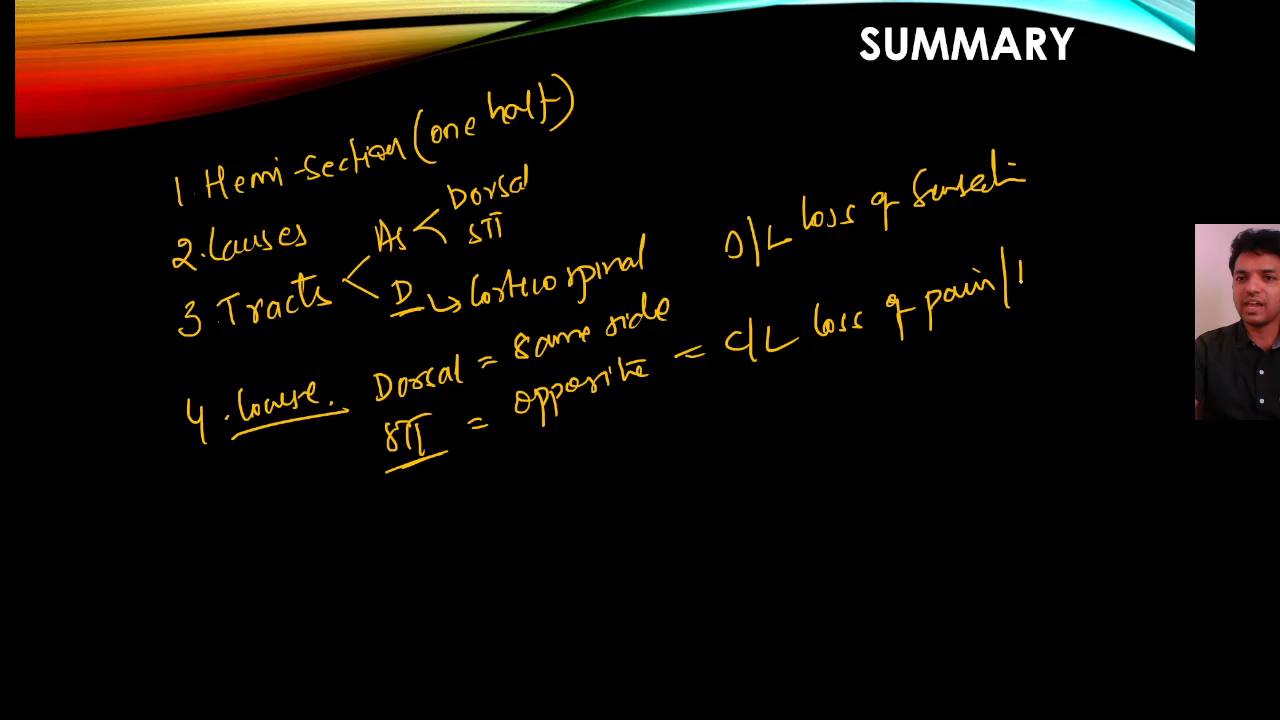 SUMMARY
1. Hemi-section (one half)
2. Causes
3. Tracts < As < Dorsal
STT
D ↳ Corticospinal
4. Course. Dorsal = same side I/L loss of sensation
STT = opposite = C/L loss of pain/